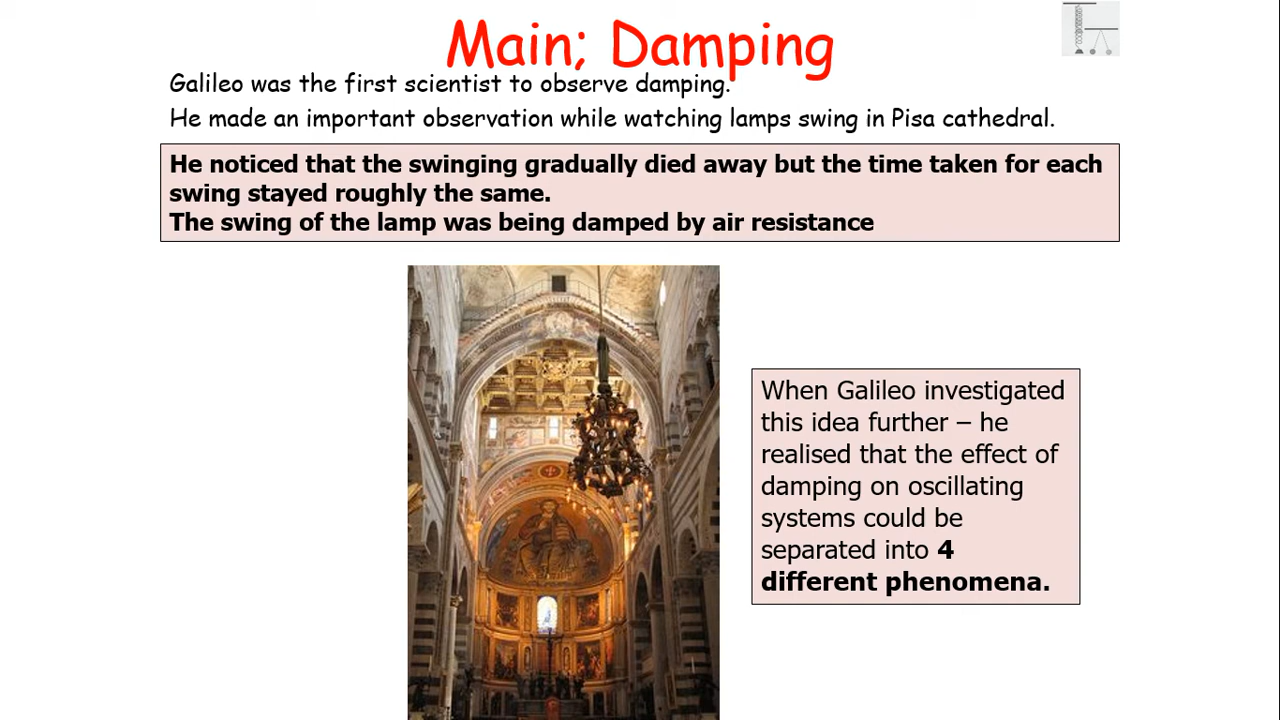 Main; Damping
Galileo was the first scientist to observe damping.
He made an important observation while watching lamps swing in Pisa cathedral.
He noticed that the swinging gradually died away but the time taken for each
swing stayed roughly the same.
The swing of the lamp was being damped by air resistance
When Galileo investigated
this idea further – he
realised that the effect of
damping on oscillating
systems could be
separated into 4
different phenomena.